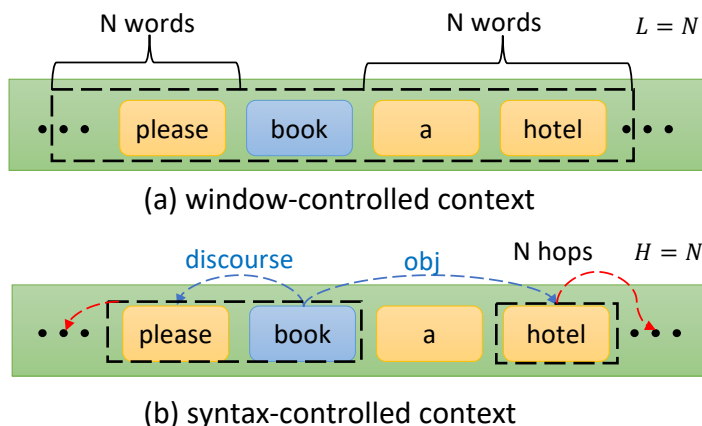 N words N words L = N
• • • please book a hotel • • •
(a) window-controlled context
discourse obj N hops H = N
• • • please book a hotel • • •
(b) syntax-controlled context